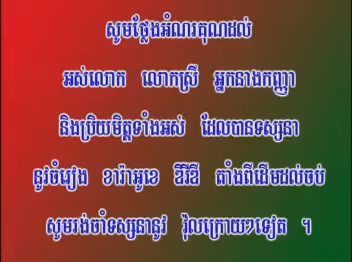 សូមថ្លែងអំណរគុណដល់
អស់លោក លោកស្រី អ្នកនាងកញ្ញា
និងប្រិយមិត្តទាំងអស់ ដែលបានទស្សនា
នូវចំរៀង ខារ៉ាអូខេ ឌីវីឌី តាំងពីដើមដល់ចប់
សូមរង់ចាំទស្សនានូវ វ៉ុលក្រោយៗទៀត ។